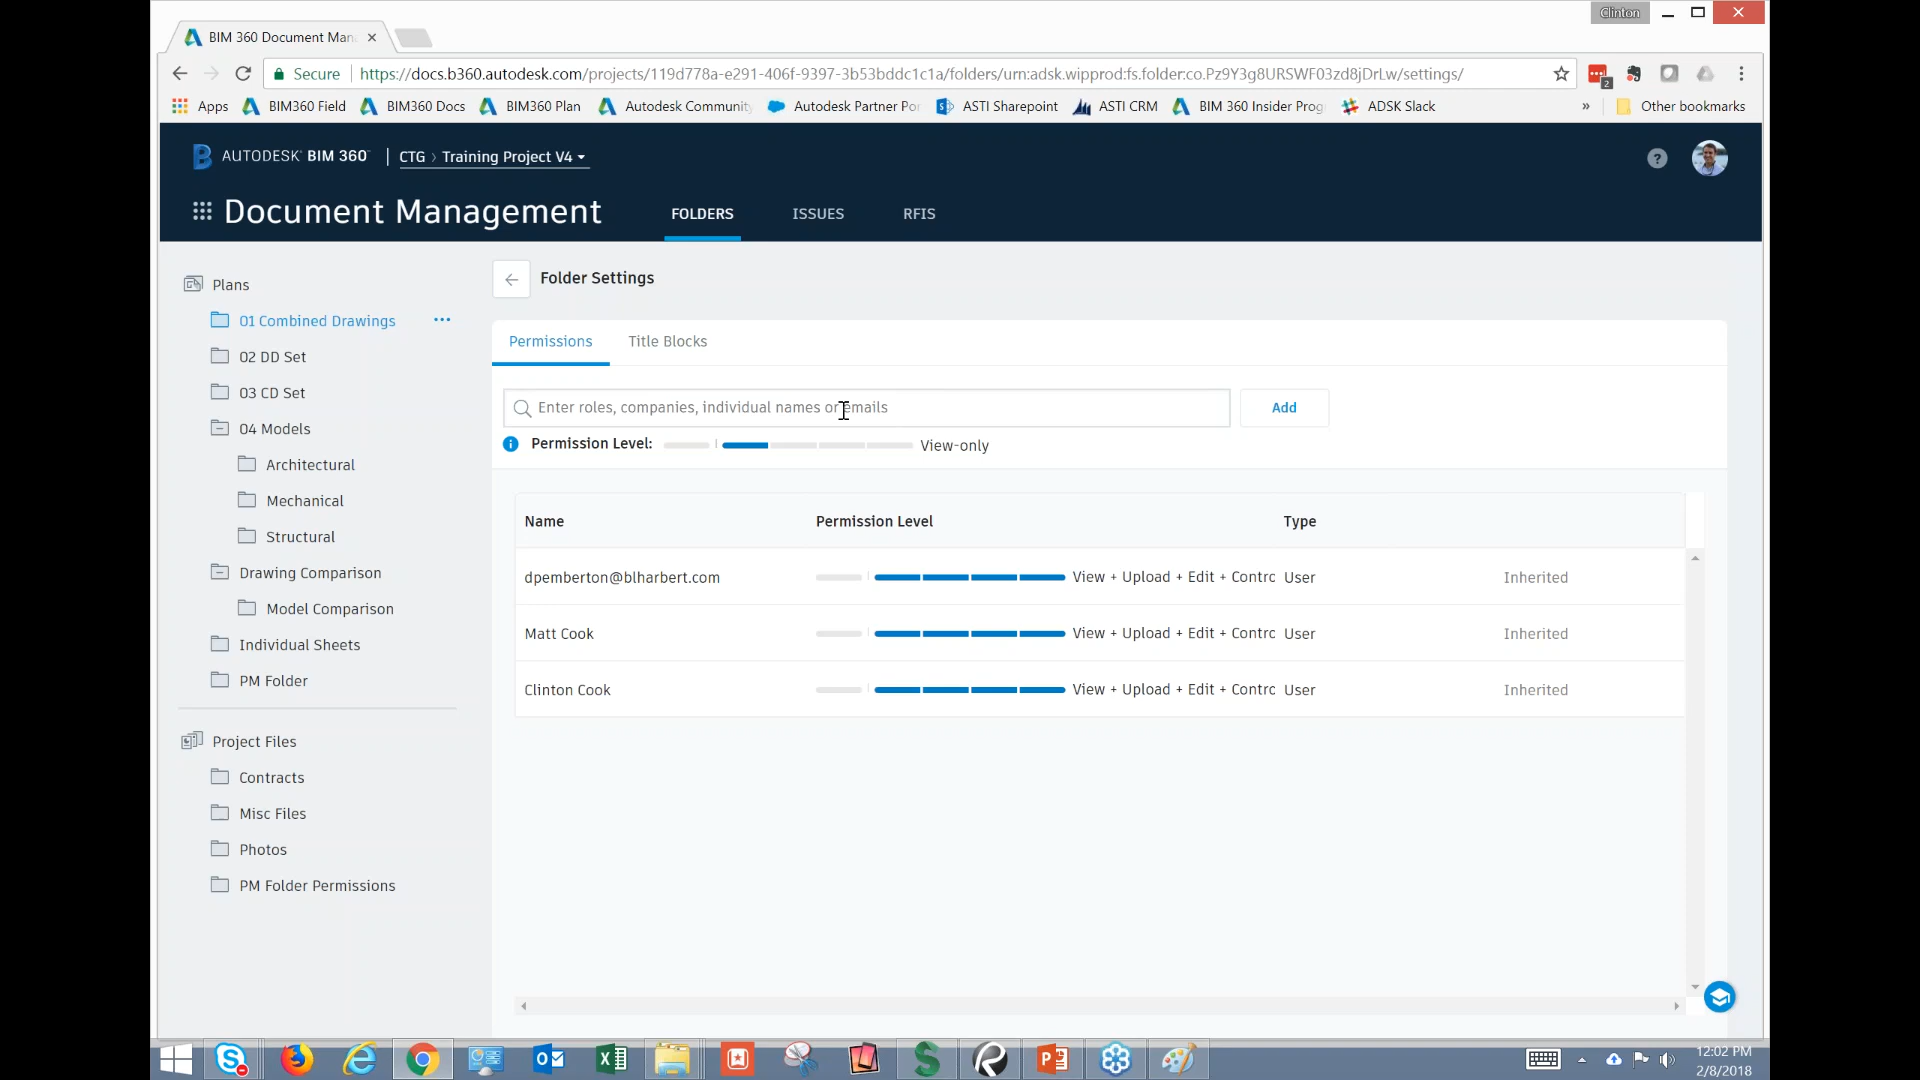 Clinton
BIM 360 Document Man
Secure
https://docs.b360.autodesk.com/projects/119d778a-e291-406f-9397-3b53bddc1c1a/folders/urn:adsk.wipprod:fs.folder:co.Pz9Y3g8URSWF03zd8jDrLw/settings/
2
Apps
BIM360 Field
BIM360 Docs
BIM360 Plan
Autodesk Community
Autodesk Partner Por
ASTI Sharepoint
ASTI CRM
BIM 360 Insider Prog
ADSK Slack
»
Other bookmarks
AUTODESK® BIM 360™
CTG > Training Project V4
?
Document Management
FOLDERS
ISSUES
RFIS
Plans
01 Combined Drawings
02 DD Set
03 CD Set
04 Models
Architectural
Mechanical
Structural
Drawing Comparison
Model Comparison
Individual Sheets
PM Folder
Project Files
Contracts
Misc Files
Photos
PM Folder Permissions
Folder Settings
Permissions
Title Blocks
Enter roles, companies, individual names or emails
Add
Permission Level:
View-only
Name
Permission Level
Type
dpemberton@blharbert.com
View + Upload + Edit + Contro
User
Inherited
Matt Cook
View + Upload + Edit + Contro
User
Inherited
Clinton Cook
View + Upload + Edit + Contro
User
Inherited
12:02 PM
2/8/2018